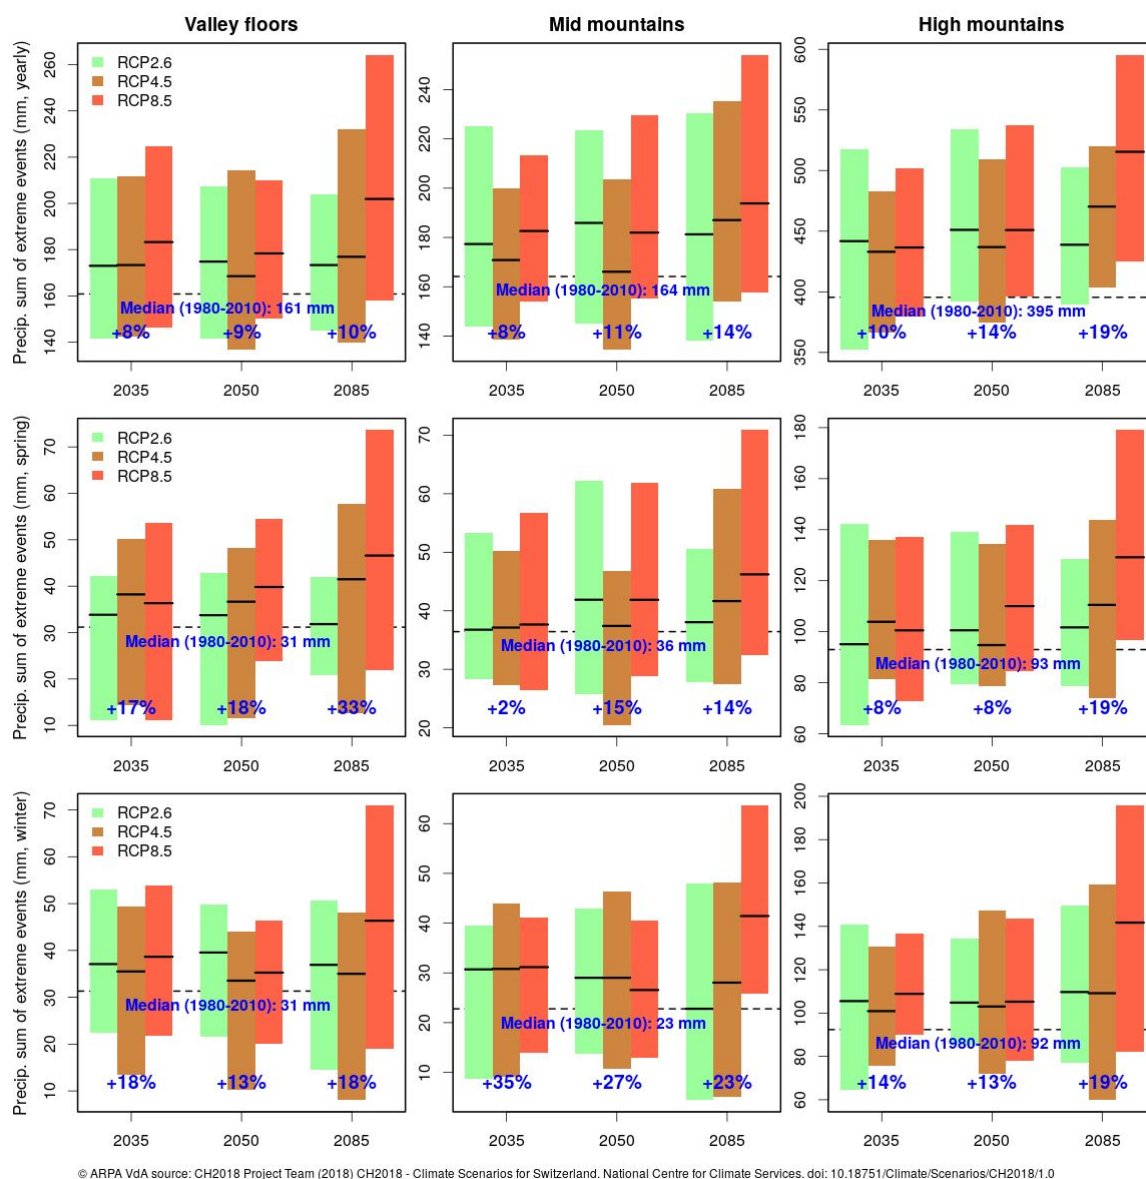 Valley floors
Mid mountains
High mountains
Precip. sum of extreme events (mm, yearly)
140 160 180 200 220 240 260
RCP2.6
RCP4.5
RCP8.5
Median (1980-2010): 161 mm
+8% +9% +10%
2035 2050 2085
140 160 180 200 220 240
Median (1980-2010): 164 mm
+8% +11% +14%
2035 2050 2085
350 400 450 500 550 600
Median (1980-2010): 395 mm
+10% +14% +19%
2035 2050 2085
Precip. sum of extreme events (mm, spring)
10 20 30 40 50 60 70
RCP2.6
RCP4.5
RCP8.5
Median (1980-2010): 31 mm
+17% +18% +33%
2035 2050 2085
20 30 40 50 60 70
Median (1980-2010): 36 mm
+2% +15% +14%
2035 2050 2085
60 80 100 120 140 160 180
Median (1980-2010): 93 mm
+8% +8% +19%
2035 2050 2085
Precip. sum of extreme events (mm, winter)
10 20 30 40 50 60 70
RCP2.6
RCP4.5
RCP8.5
Median (1980-2010): 31 mm
+18% +13% +18%
2035 2050 2085
10 20 30 40 50 60
Median (1980-2010): 23 mm
+35% +27% +23%
2035 2050 2085
60 80 100 120 140 160 180 200
Median (1980-2010): 92 mm
+14% +13% +19%
2035 2050 2085
© ARPA VdA source: CH2018 Project Team (2018) CH2018 - Climate Scenarios for Switzerland. National Centre for Climate Services. doi: 10.18751/Climate/Scenarios/CH2018/1.0